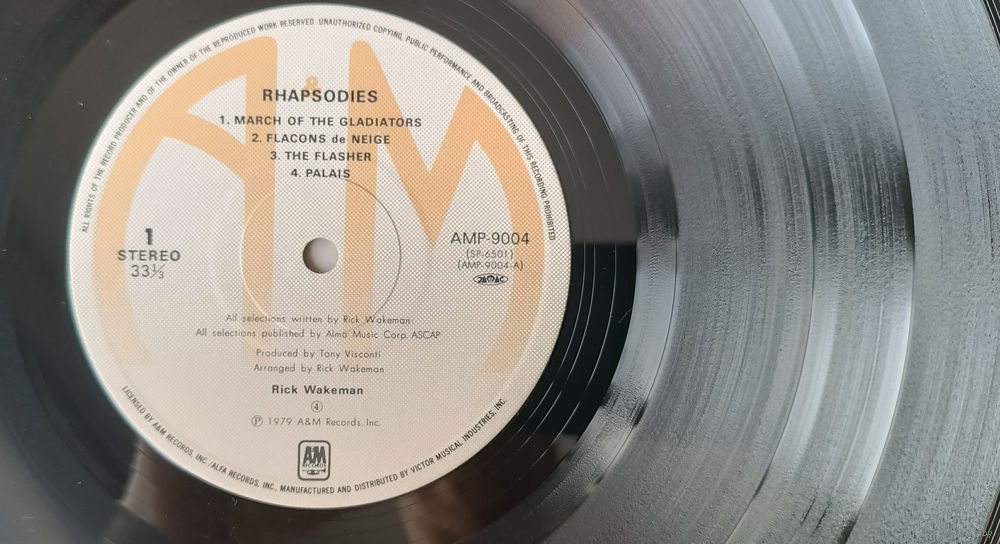 ALL RIGHTS OF THE RECORD PRODUCER AND OF THE OWNER OF THE REPRODUCED WORK RESERVED. UNAUTHORIZED COPYING, PUBLIC PERFORMANCE AND BROADCASTING OF THIS RECORDING PROHIBITED
A&M
RHAPSODIES
1. MARCH OF THE GLADIATORS
2. FLACONS de NEIGE
3. THE FLASHER
4. PALAIS
1
STEREO
33⅓
AMP-9004
(SP-6501)
(AMP-9004-A)
JASRAC
All selections written by Rick Wakeman
All selections published by Almo Music Corp. ASCAP
Produced by Tony Visconti
Arranged by Rick Wakeman
Rick Wakeman
④
℗ 1979 A&M Records. Inc.
A&M
RECORDS
LICENSED BY A&M RECORDS, INC./ALFA RECORDS, INC., MANUFACTURED AND DISTRIBUTED BY VICTOR MUSICAL INDUSTRIES, INC.